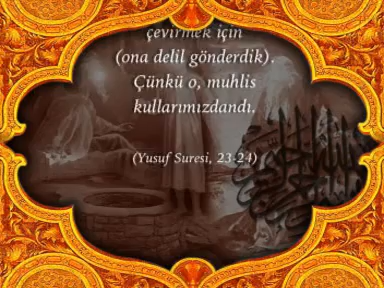 çevirmek için
(ona delil gönderdik).
Çünkü o, muhlis
kullarımızdandı.
(Yusuf Suresi, 23-24)